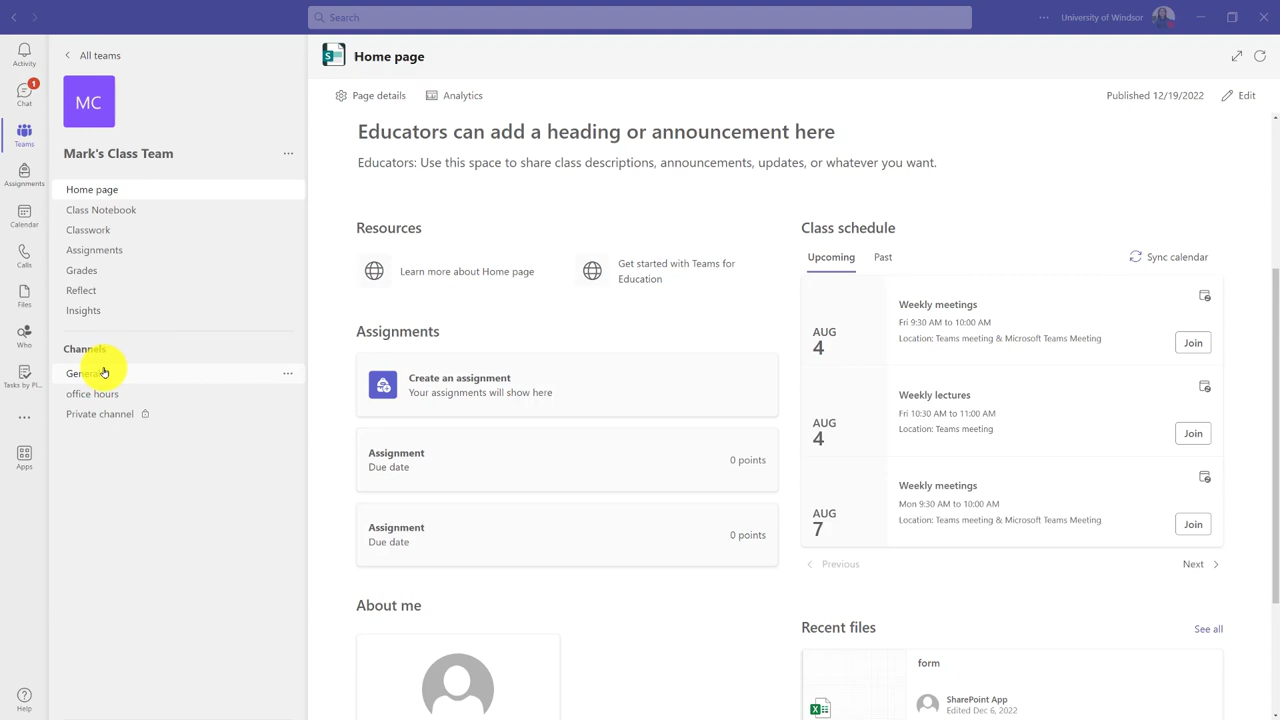 Search
University of Windsor
Activity
Chat
1
Teams
Assignments
Calendar
Calls
Files
Who
Tasks by Pl...
Apps
Help
All teams
MC
Mark's Class Team
Home page
Class Notebook
Classwork
Assignments
Grades
Reflect
Insights
Channels
General
office hours
Private channel
Home page
Page details
Analytics
Published 12/19/2022
Edit
Educators can add a heading or announcement here
Educators: Use this space to share class descriptions, announcements, updates, or whatever you want.
Resources
Learn more about Home page
Get started with Teams for
Education
Assignments
Create an assignment
Your assignments will show here
Assignment
Due date
0 points
Assignment
Due date
0 points
About me
Class schedule
Upcoming
Past
Sync calendar
AUG
4
Weekly meetings
Fri 9:30 AM to 10:00 AM
Location: Teams meeting & Microsoft Teams Meeting
Join
AUG
4
Weekly lectures
Fri 10:30 AM to 11:00 AM
Location: Teams meeting
Join
AUG
7
Weekly meetings
Mon 9:30 AM to 10:00 AM
Location: Teams meeting & Microsoft Teams Meeting
Join
Previous
Next
Recent files
See all
form
SharePoint App
Edited Dec 6, 2022